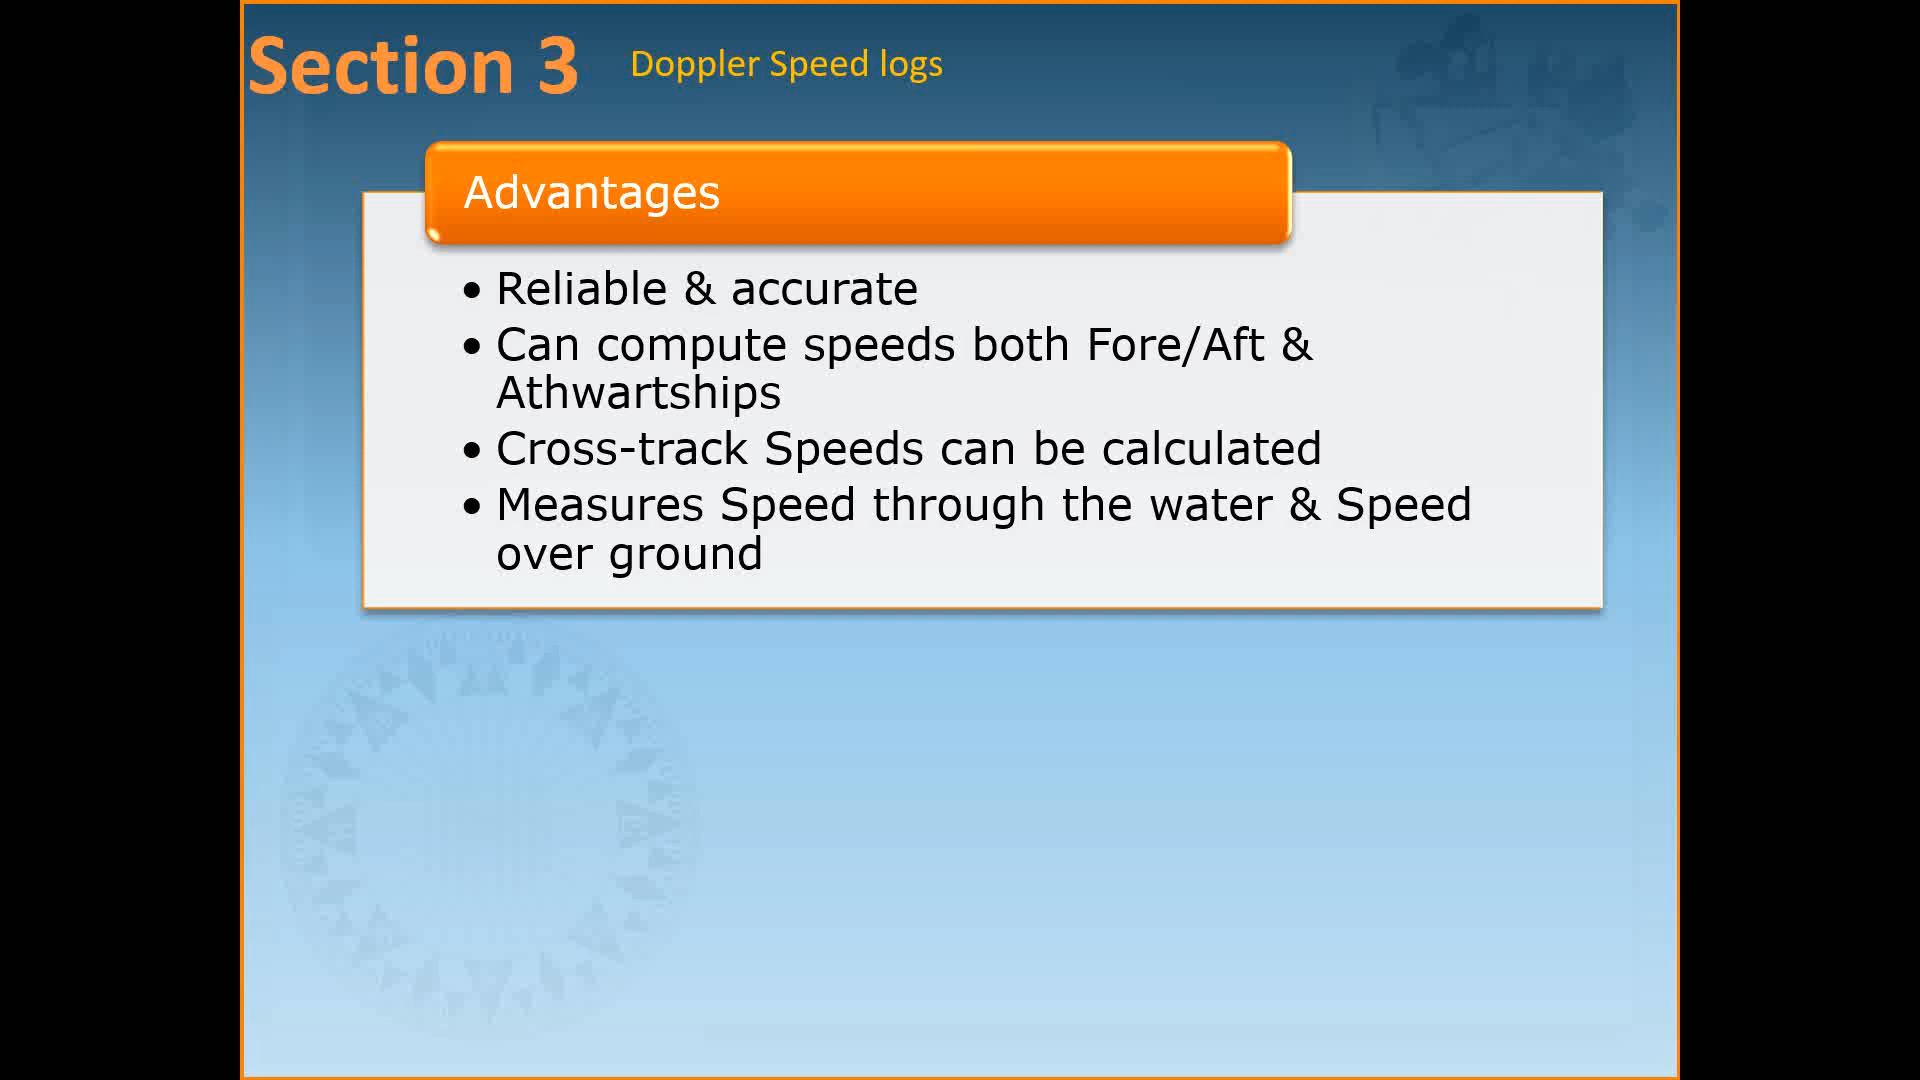 Section 3
Doppler Speed logs
Advantages
• Reliable & accurate
• Can compute speeds both Fore/Aft &
Athwartships
• Cross-track Speeds can be calculated
• Measures Speed through the water & Speed
over ground